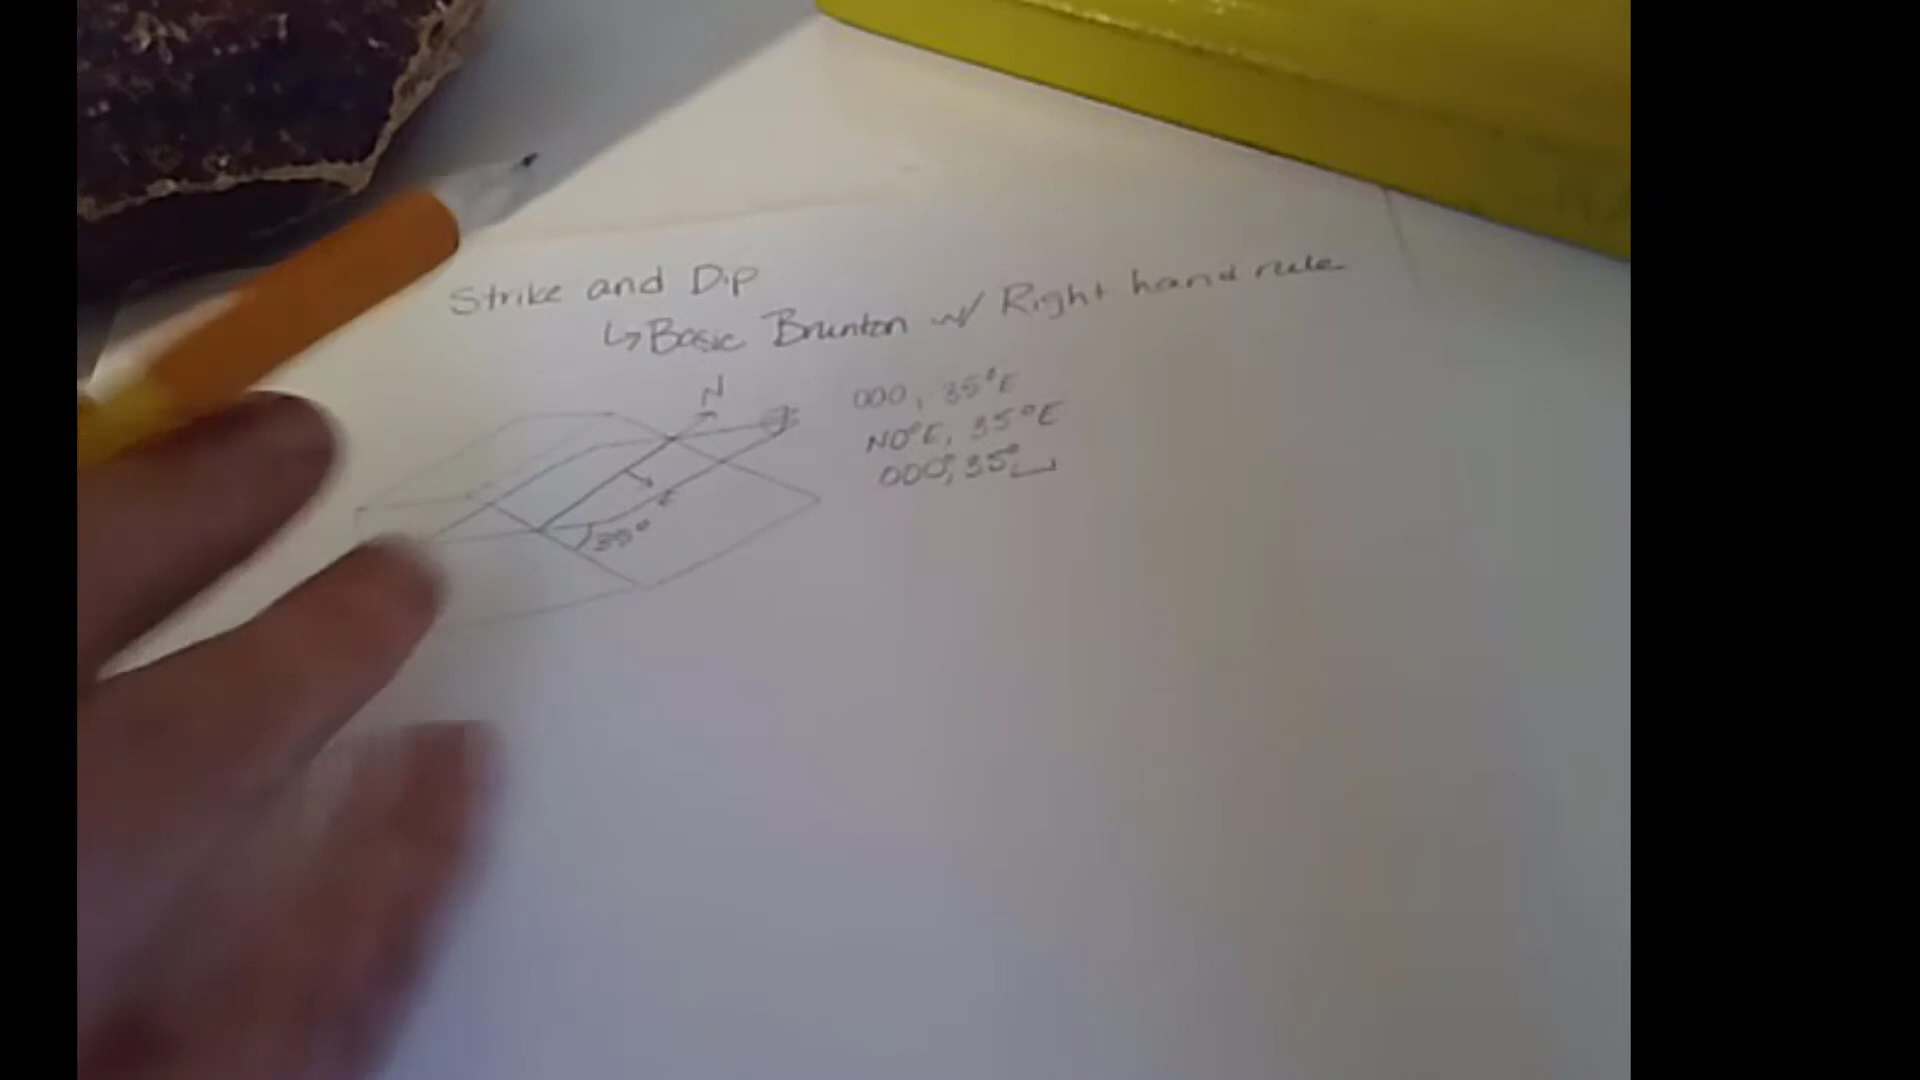 Strike and Dip
↳ Basic Brunton w/ Right hand rule
N
000, 35°E
N0°E, 35°E
000°, 35°
E
35°